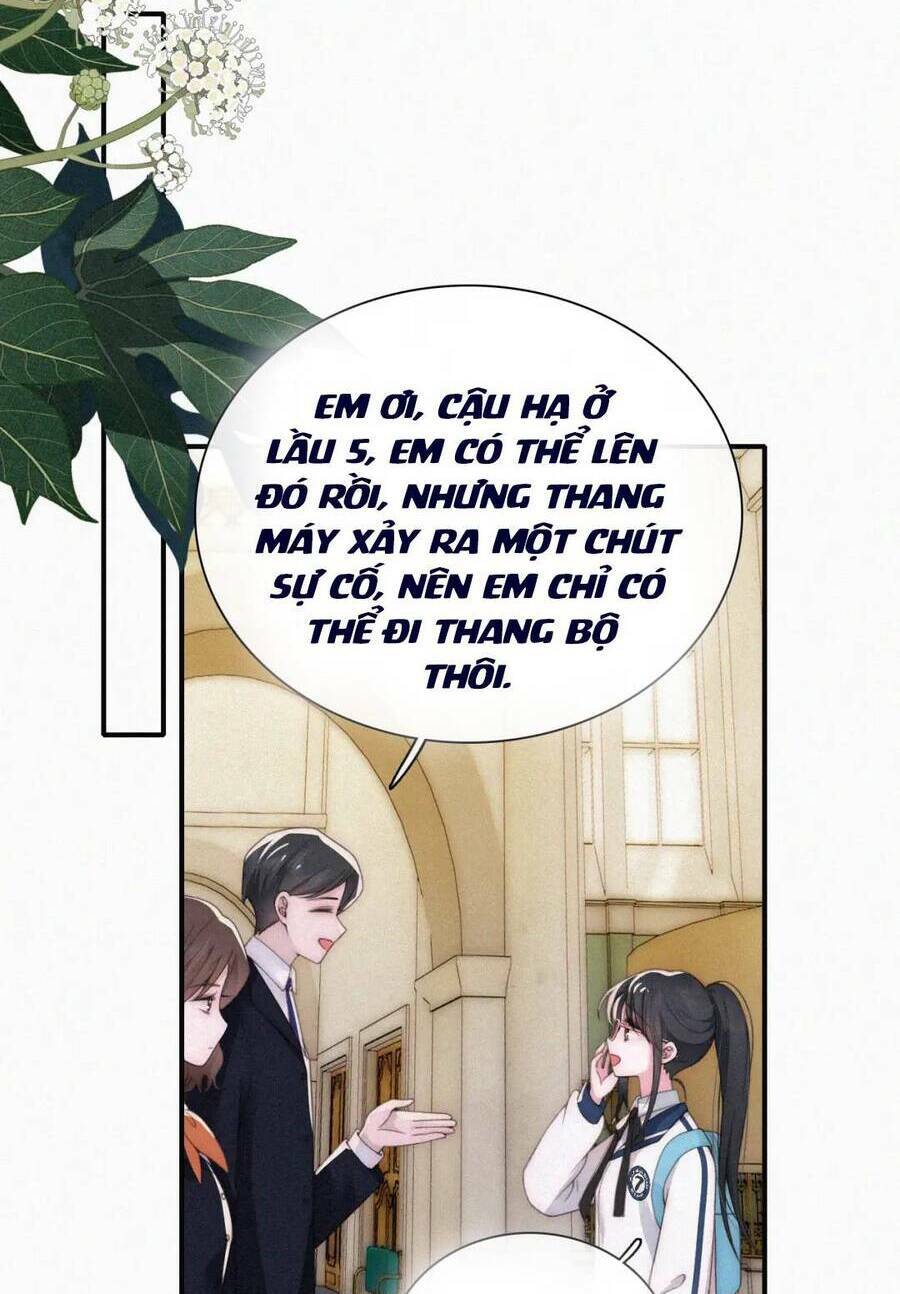 EM ƠI, CẬU HẠ Ở
LẦU 5, EM CÓ THỂ LÊN
ĐÓ RỒI, NHƯNG THANG
MÁY XẢY RA MỘT CHÚT
SỰ CỐ, NÊN EM CHỈ CÓ
THỂ ĐI THANG BỘ
THÔI.
7